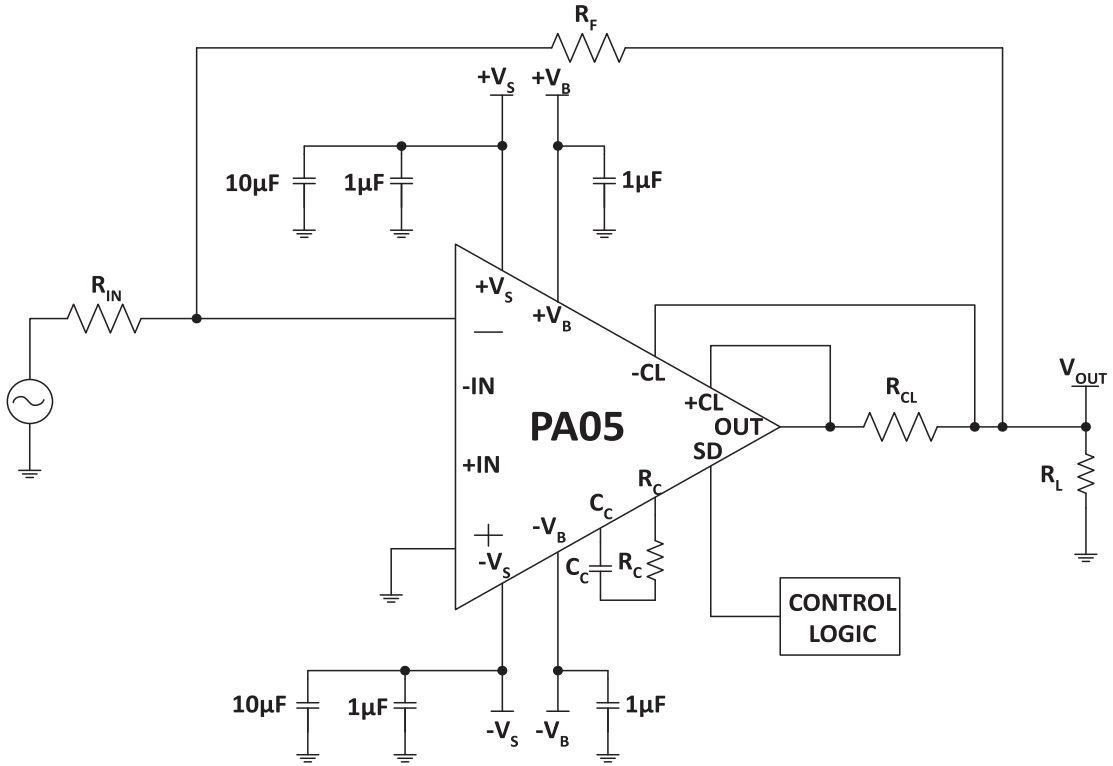 R_F
+V_S +V_B
10µF 1µF 1µF
R_IN
+V_S
+V_B
-CL
-IN
+CL
R_CL
V_OUT
PA05
OUT
SD
+IN
R_C
R_L
C_C
-V_B
-V_S
C_C R_C
CONTROL
LOGIC
10µF 1µF 1µF
-V_S -V_B